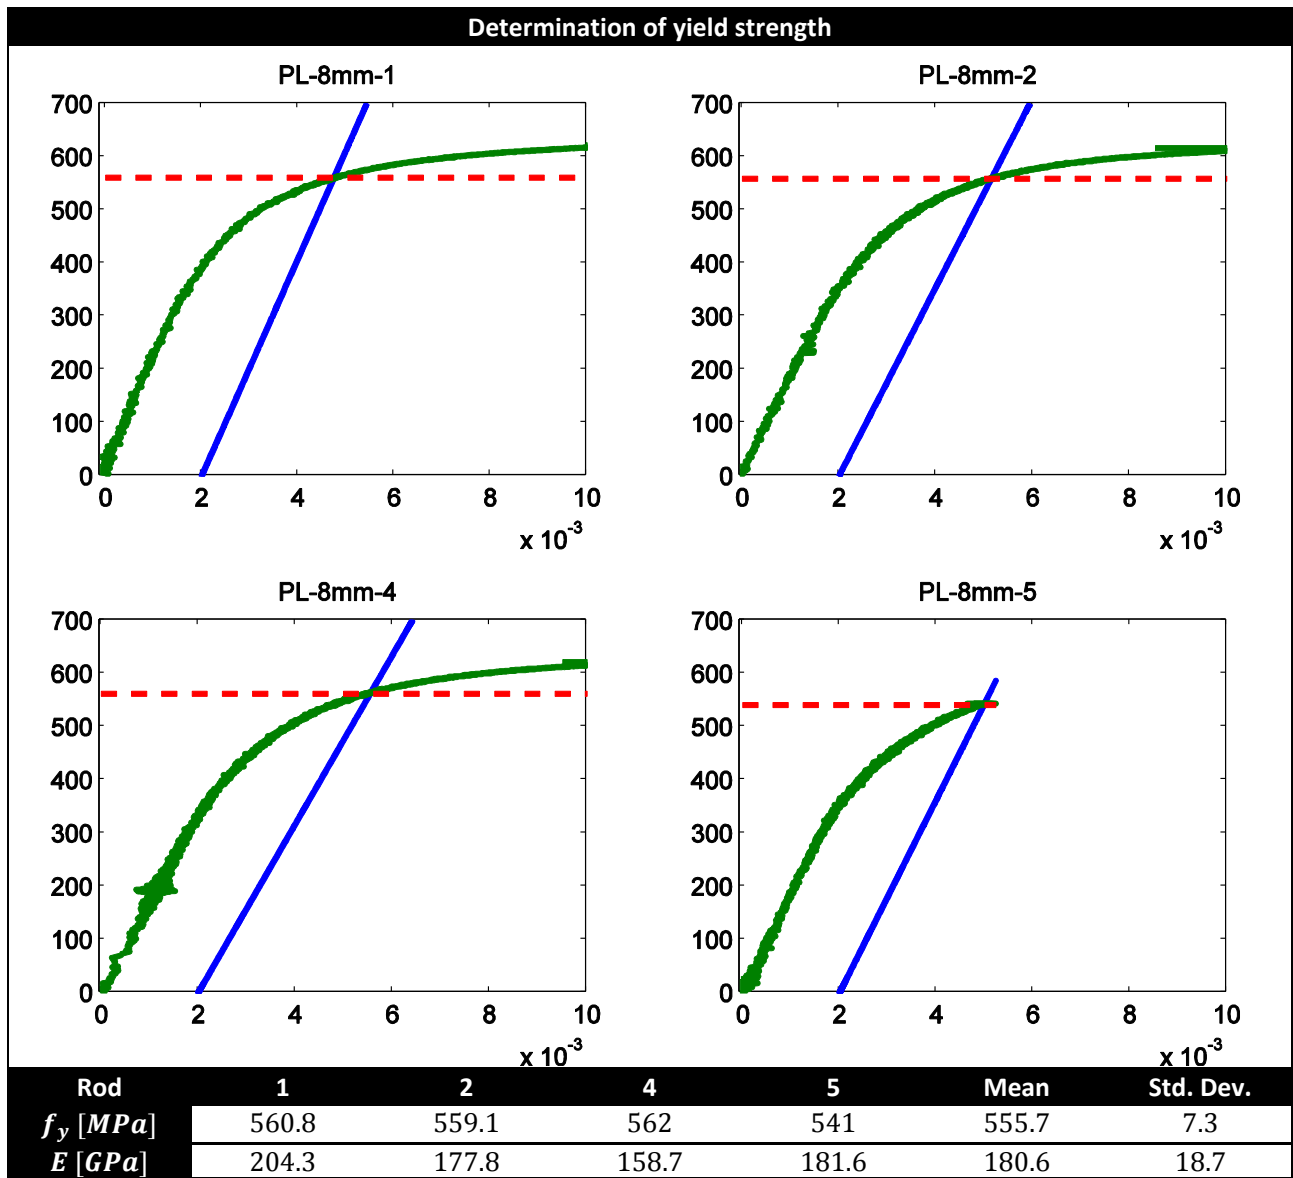 Determination of yield strength
PL-8mm-1
700
600
500
400
300
200
100
0
0 2 4 6 8 10
x 10-3
PL-8mm-2
700
600
500
400
300
200
100
0
0 2 4 6 8 10
x 10-3
PL-8mm-4
700
600
500
400
300
200
100
0
0 2 4 6 8 10
x 10-3
PL-8mm-5
700
600
500
400
300
200
100
0
0 2 4 6 8 10
x 10-3
Rod 1 2 4 5 Mean Std. Dev.
fy [MPa] 560.8 559.1 562 541 555.7 7.3
E [GPa] 204.3 177.8 158.7 181.6 180.6 18.7